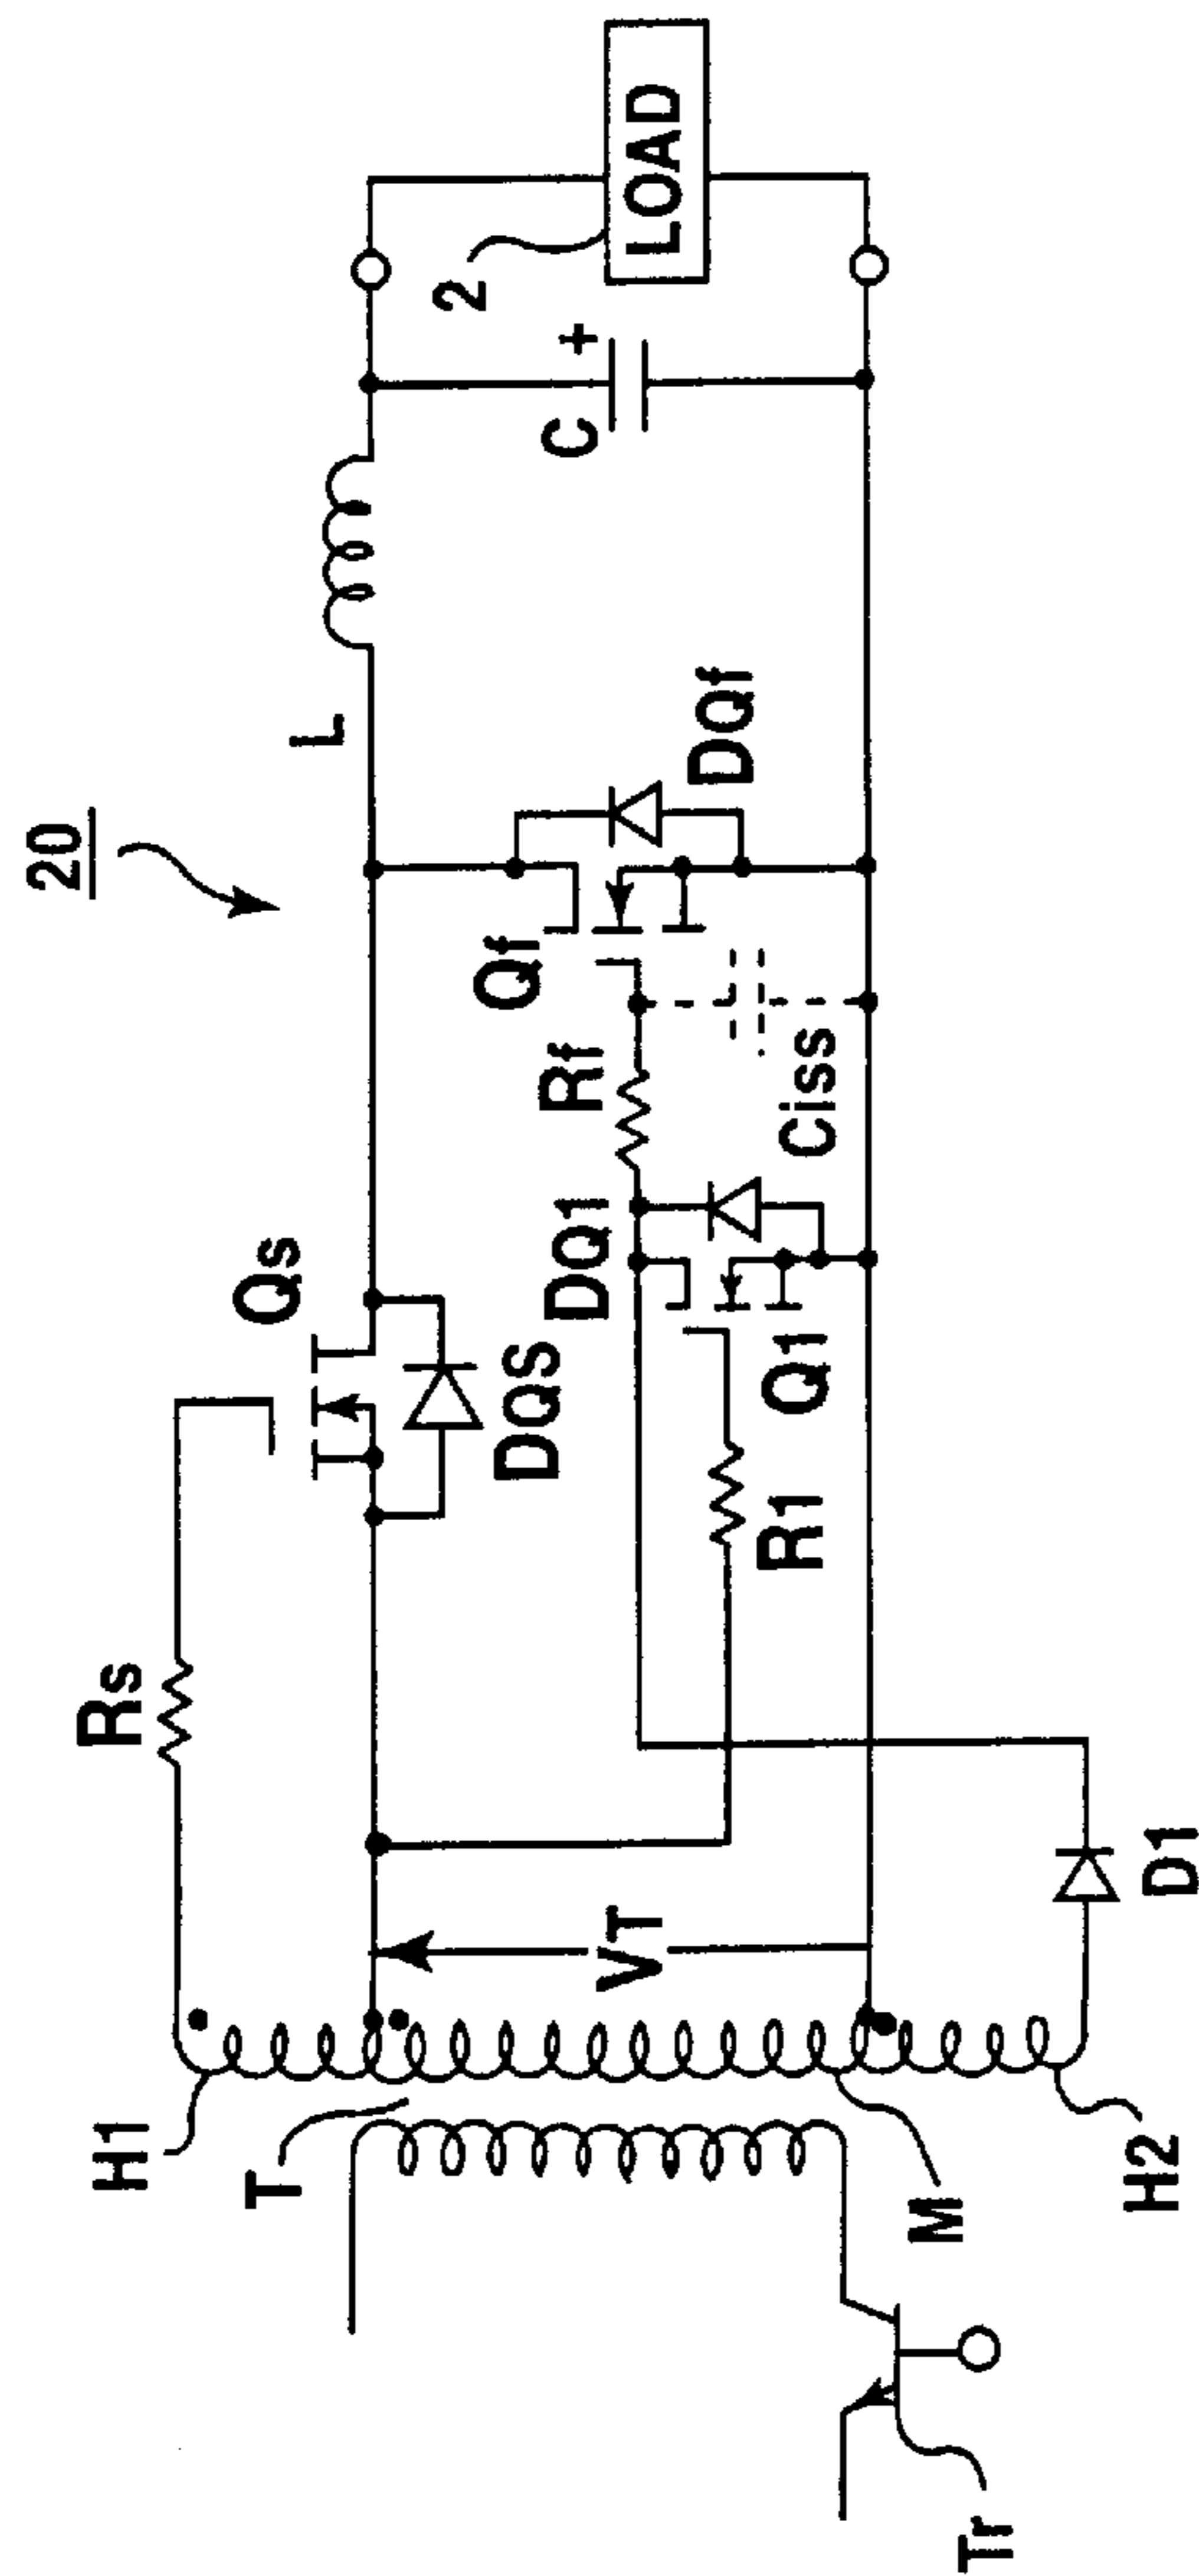 20
Rs
Qs
L
C
+
2
LOAD
H1
T
VT
DQS
DQ1
Rf
Qf
DQf
R1
Q1
Ciss
M
H2
D1
Tr